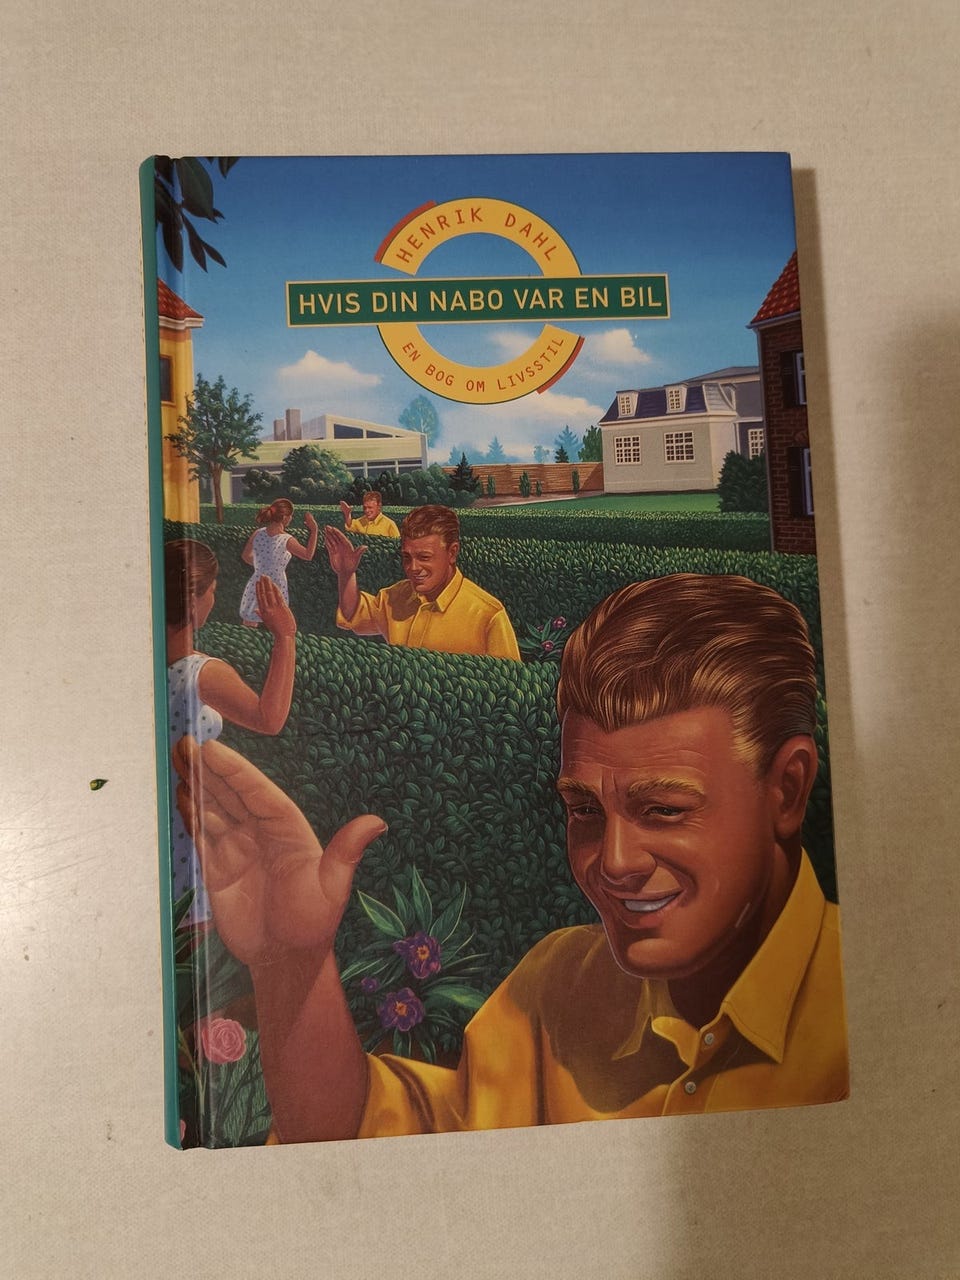 HENRIK DAHL
HVIS DIN NABO VAR EN BIL
EN BOG OM LIVSSTIL